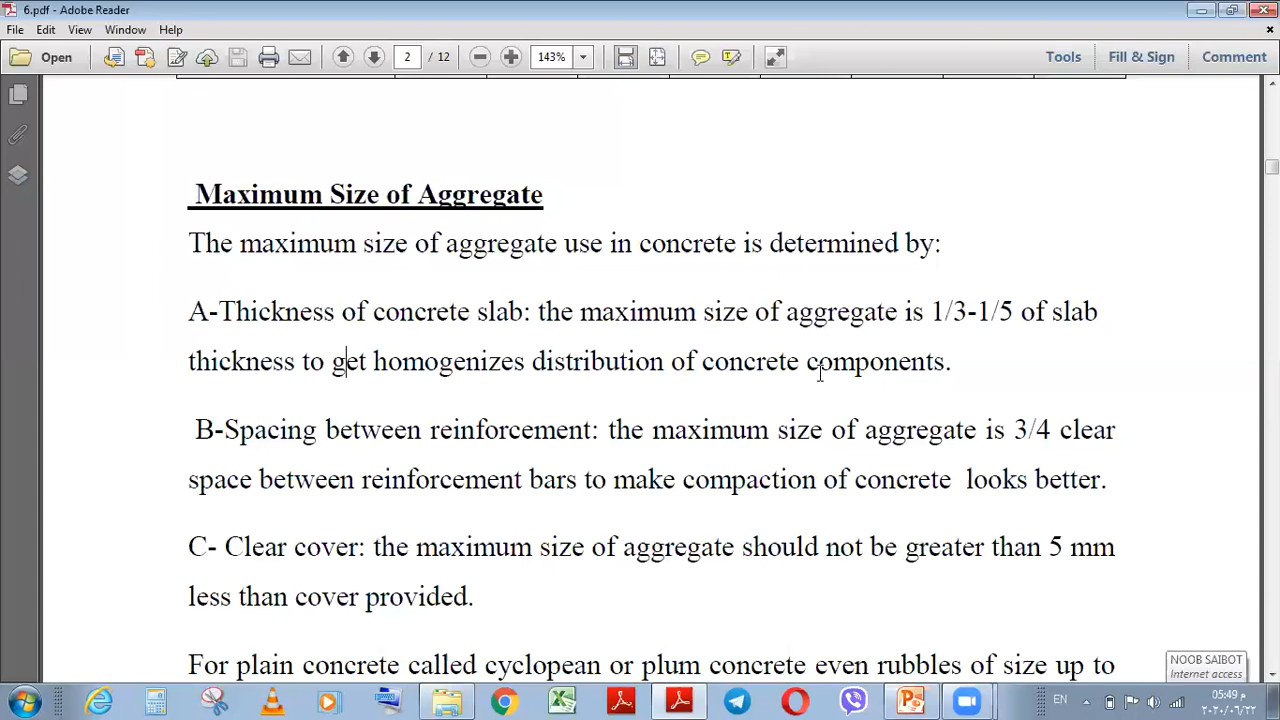 6.pdf - Adobe Reader
File Edit View Window Help
Open 2 / 12 143% Tools Fill & Sign Comment
Maximum Size of Aggregate
The maximum size of aggregate use in concrete is determined by:
A-Thickness of concrete slab: the maximum size of aggregate is 1/3-1/5 of slab
thickness to get homogenizes distribution of concrete components.
B-Spacing between reinforcement: the maximum size of aggregate is 3/4 clear
space between reinforcement bars to make compaction of concrete looks better.
C- Clear cover: the maximum size of aggregate should not be greater than 5 mm
less than cover provided.
For plain concrete called cyclopean or plum concrete even rubbles of size up to
NOOB SAIBOT
Internet access
EN 05:49 م
٢٠٢٠/٠٦/٢٢